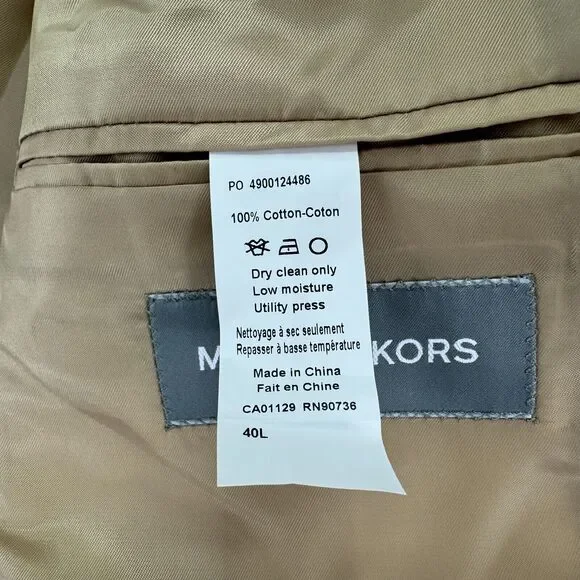 PO 4900124486
100% Cotton-Coton
Dry clean only
Low moisture
Utility press
Nettoyage à sec seulement
Repasser à basse température
Made in China
Fait en Chine
CA01129 RN90736
40L
M KORS